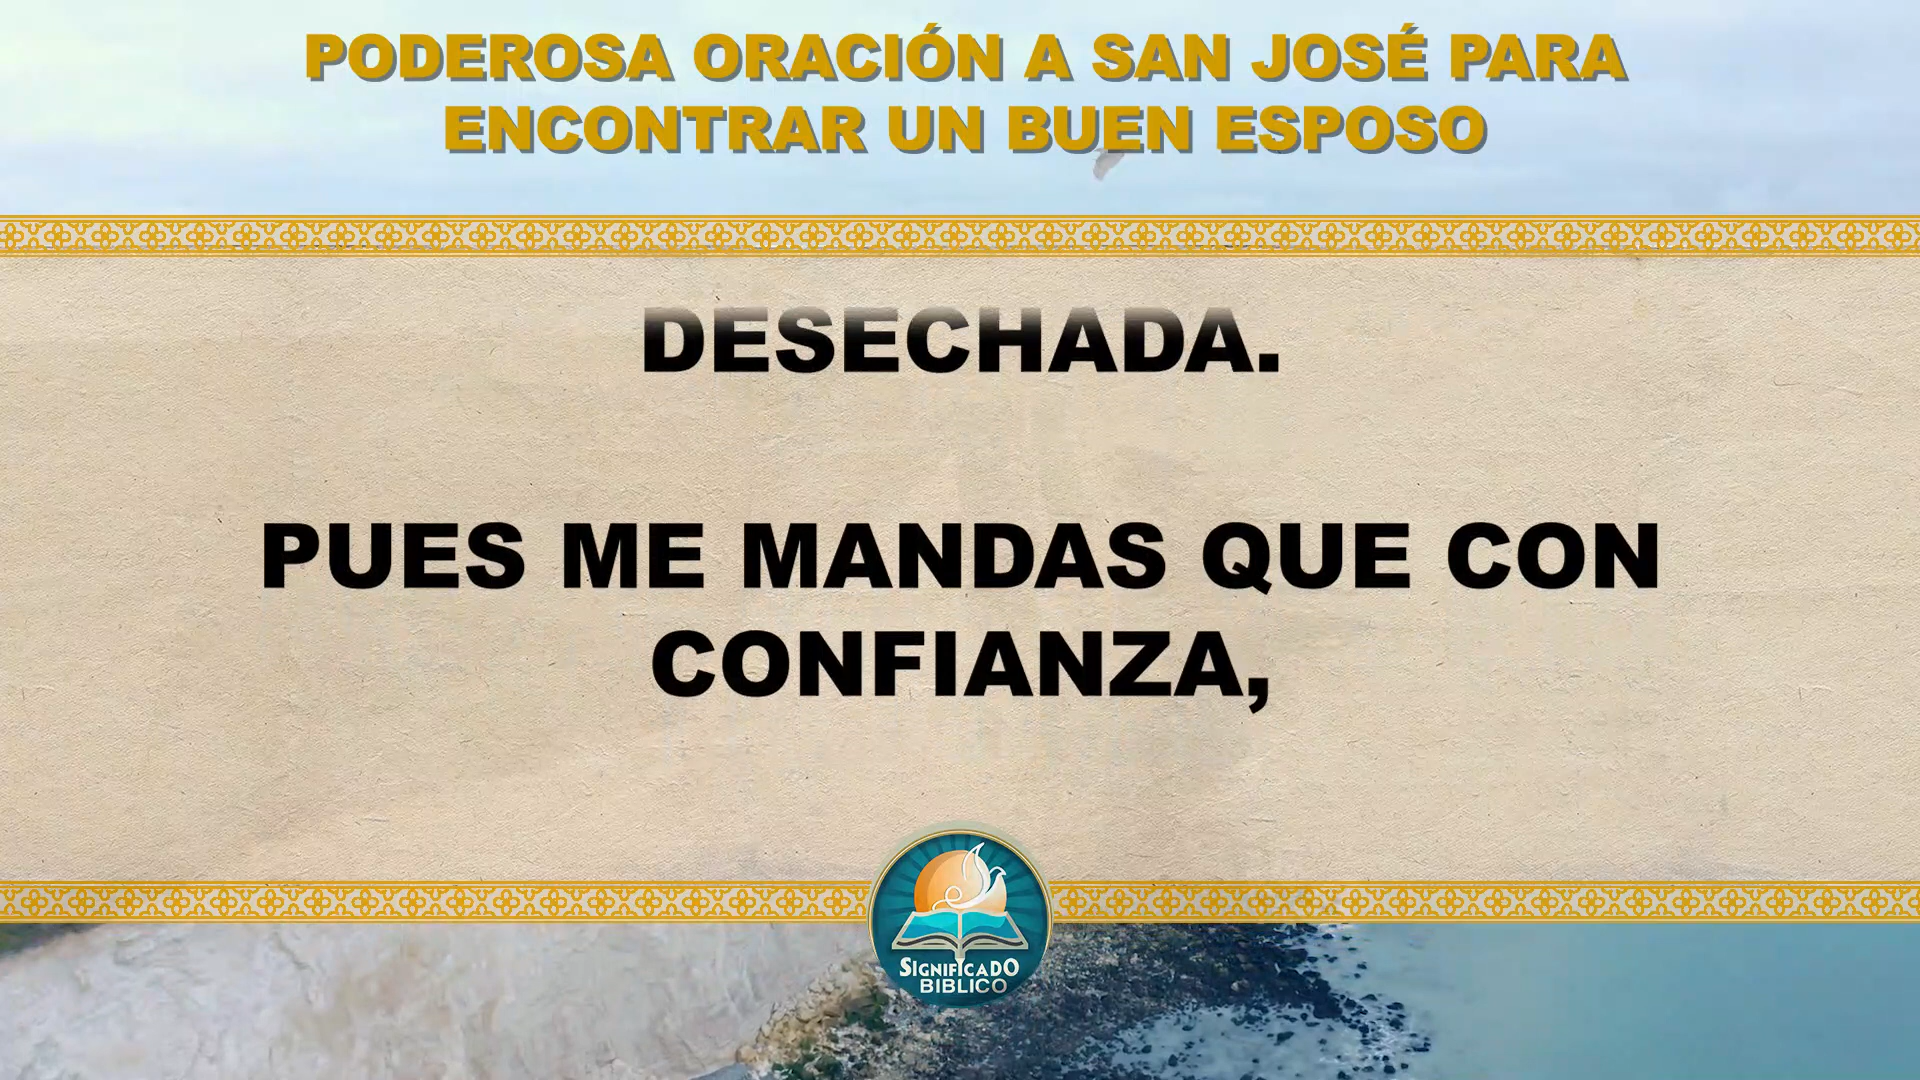 PODEROSA ORACIÓN A SAN JOSÉ PARA
ENCONTRAR UN BUEN ESPOSO
DESECHADA.
PUES ME MANDAS QUE CON
CONFIANZA,
SIGNIFICADO
BIBLICO